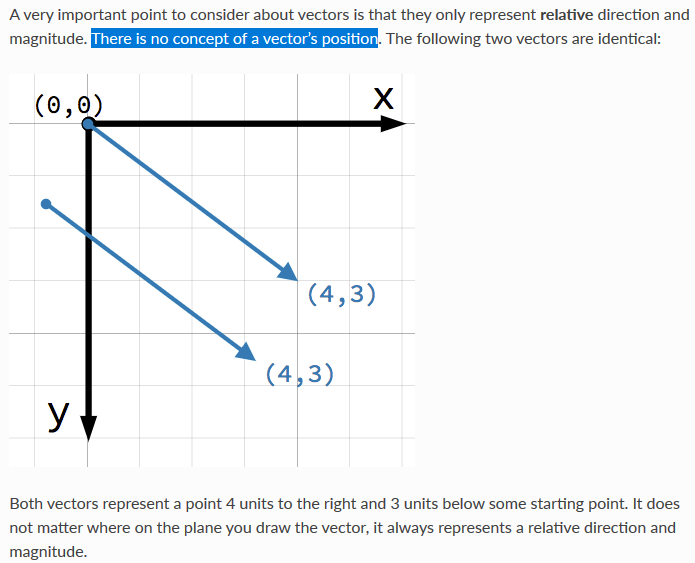 A very important point to consider about vectors is that they only represent relative direction and
magnitude. There is no concept of a vector's position. The following two vectors are identical:
(0,0)
x
(4,3)
(4,3)
y
Both vectors represent a point 4 units to the right and 3 units below some starting point. It does
not matter where on the plane you draw the vector, it always represents a relative direction and
magnitude.